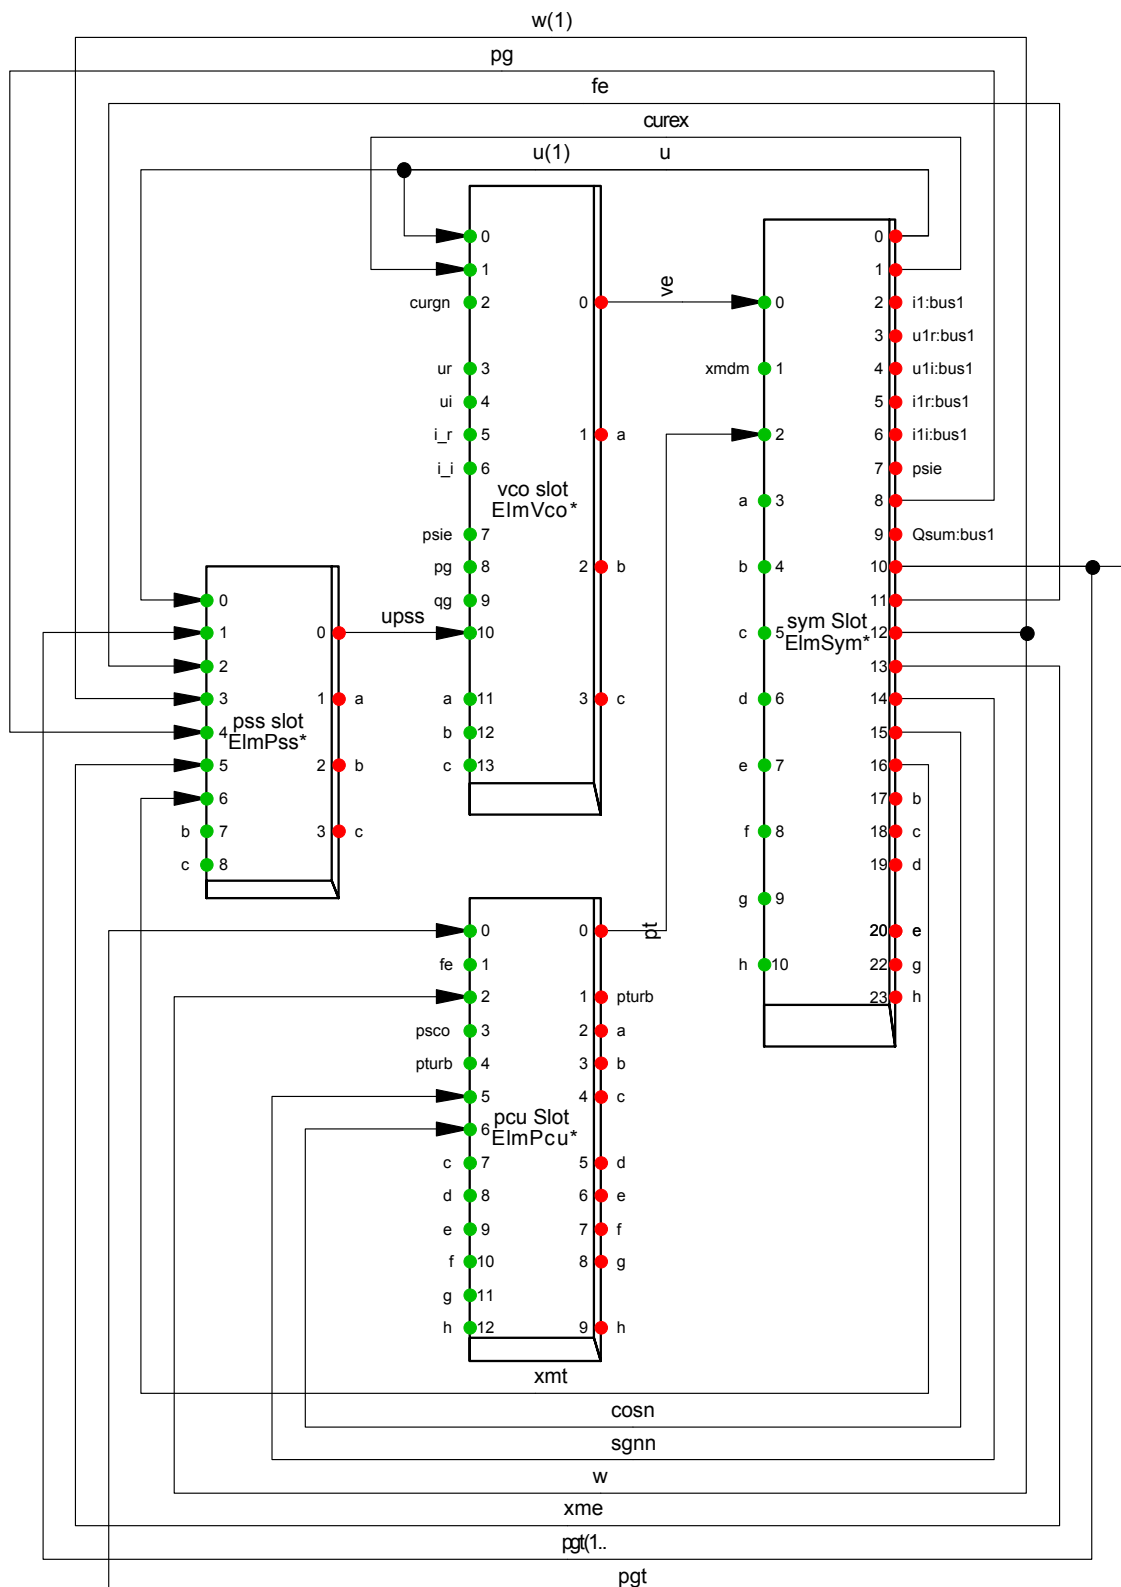 w(1)
pg
fe
curex
u(1) u
0 0
1 1
curgn 2 0 ve 0 2 i1:bus1
3 u1r:bus1
ur 3 xmdm 1 4 u1i:bus1
ui 4 5 i1r:bus1
i_r 5 1 a 2 6 i1i:bus1
i_i 6 7 psie
vco slot
ElmVco*
a 3 8
psie 7 9 Qsum:bus1
pg 8 2 b b 4 10
0 qg 9 11
1 0 upss 10 c 5 12
sym Slot
ElmSym*
2 13
3 1 a a 11 3 c d 6 14
pss slot
ElmPss*
4 b 12 15
5 2 b c 13 e 7 16
6 17 b
b 7 3 c f 8 18 c
c 8 19 d
g 9
0 0 pt 20 e
fe 1 h 10 22 g
2 1 pturb 23 h
psco 3 2 a
pturb 4 3 b
5 4 c
pcu Slot
ElmPcu*
6
c 7 5 d
d 8 6 e
e 9 7 f
f 10 8 g
g 11
h 12 9 h
xmt
cosn
sgnn
w
xme
pgt(1..
pgt